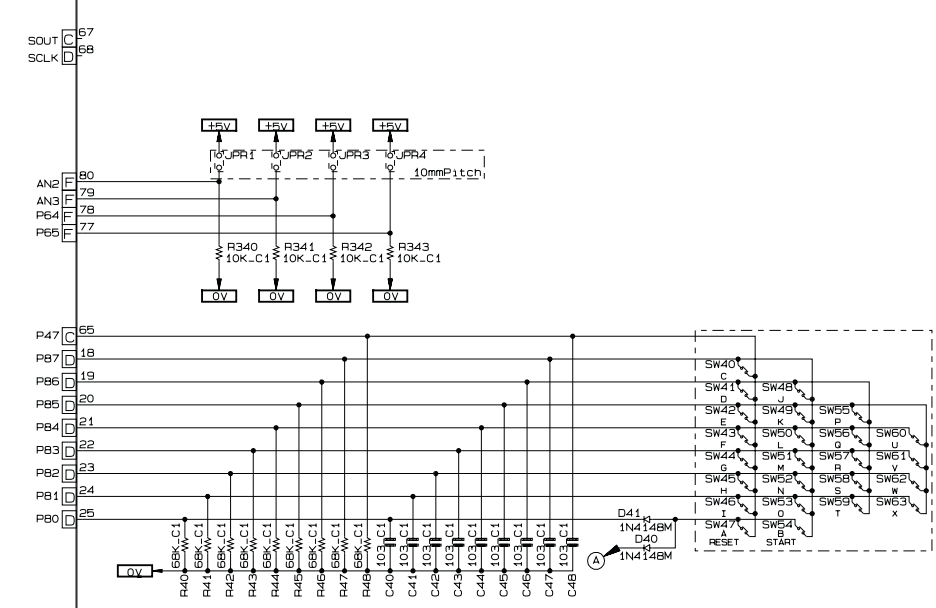 SOUT C 67
SCLK D 68
+5V +5V +5V +5V
JPR1 JPR2 JPR3 JPR4
10mmPitch
AN2 F 80
AN3 F 79
P64 F 78
P65 F 77
R340 R341 R342 R343
10K_C1 10K_C1 10K_C1 10K_C1
0V 0V 0V 0V
P47 C 65
P87 D 18
SW40
C
P86 D 19
SW41 SW48
D J
P85 D 20
SW42 SW49 SW55
E K P
P84 D 21
SW43 SW50 SW56 SW60
F L Q U
P83 D 22
SW44 SW51 SW57 SW61
G M R V
P82 D 23
SW45 SW52 SW58 SW62
H N S W
P81 D 24
SW46 SW53 SW59 SW63
I O T X
P80 D 25
D41
1N4148M
SW47 SW54
A B
RESET START
D40
1N4148M
A
68K_C1 68K_C1 68K_C1 68K_C1 68K_C1 68K_C1 68K_C1 68K_C1 68K_C1 103_C1 103_C1 103_C1 103_C1 103_C1 103_C1 103_C1 103_C1 103_C1
0V
R40 R41 R42 R43 R44 R45 R46 R47 R48 C40 C41 C42 C43 C44 C45 C46 C47 C48